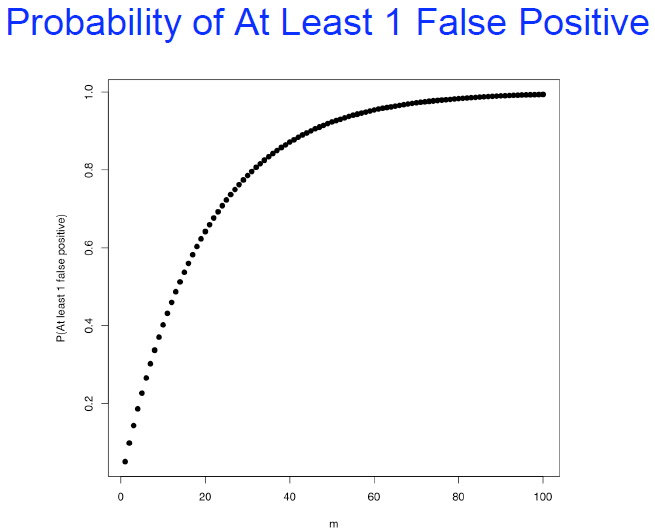 Probability of At Least 1 False Positive
P(At least 1 false positive)
1.0
0.8
0.6
0.4
0.2
0 20 40 60 80 100
m